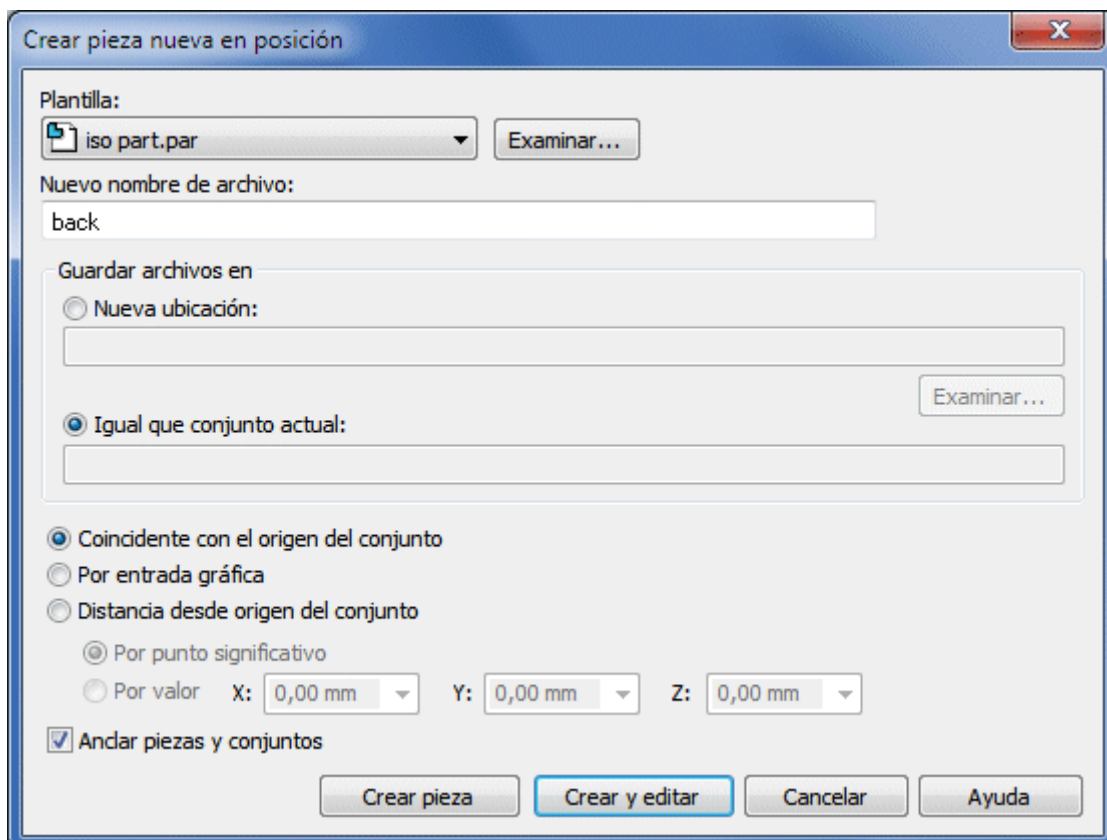 Crear pieza nueva en posición
Plantilla:
iso part.par Examinar...
Nuevo nombre de archivo:
back
Guardar archivos en
Nueva ubicación:
Examinar...
Igual que conjunto actual:
Coincidente con el origen del conjunto
Por entrada gráfica
Distancia desde origen del conjunto
Por punto significativo
Por valor X: 0,00 mm Y: 0,00 mm Z: 0,00 mm
Anclar piezas y conjuntos
Crear pieza Crear y editar Cancelar Ayuda